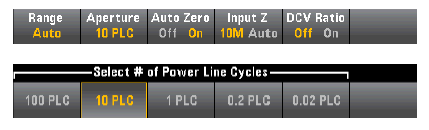 Range Aperture Auto Zero Input Z DCV Ratio
Auto 10 PLC Off On 10M Auto Off On
Select # of Power Line Cycles
100 PLC 10 PLC 1 PLC 0.2 PLC 0.02 PLC